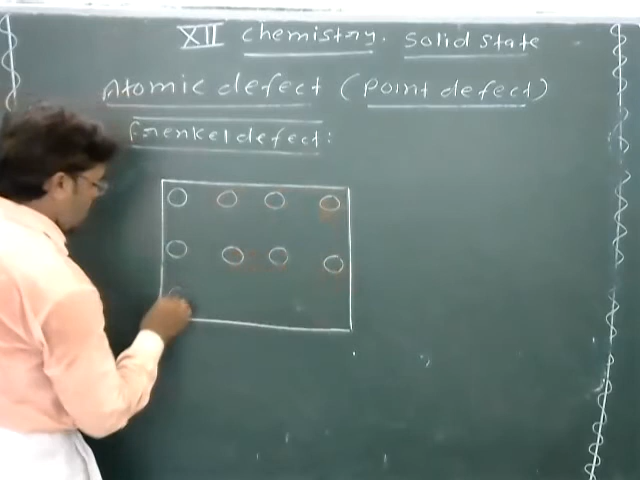 XII chemistry. solid state
Atomic defect (point defect)
frenkel defect: